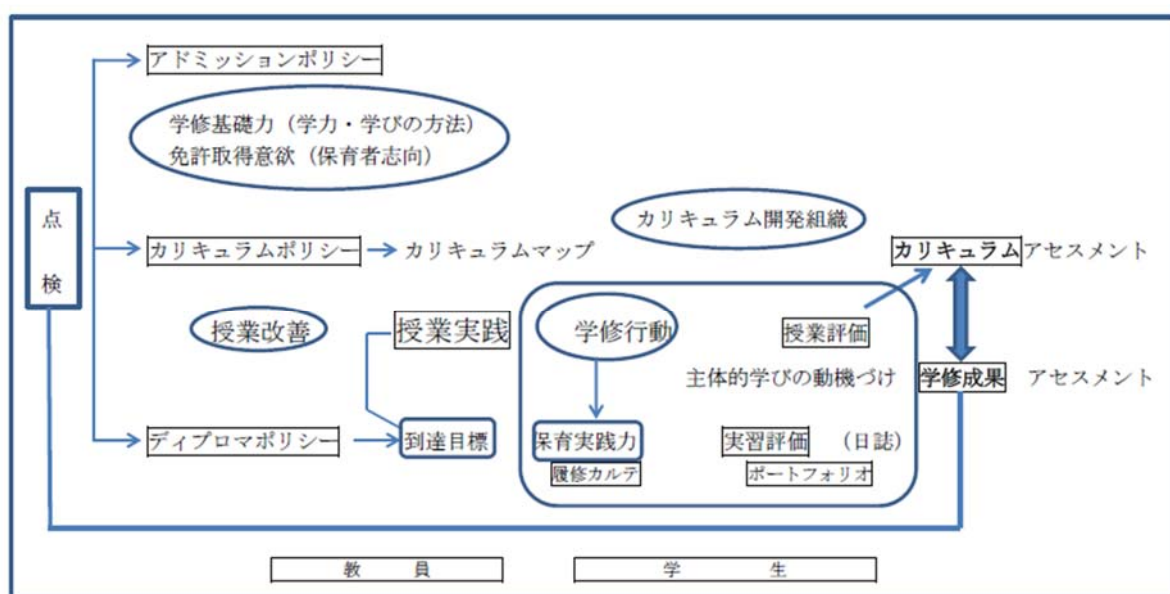 アドミッションポリシー
学修基礎力（学力・学びの方法）
免許取得意欲（保育者志向）
点
検
カリキュラム開発組織
カリキュラムポリシー
カリキュラムマップ
カリキュラムアセスメント
授業改善
授業実践
学修行動
授業評価
主体的学びの動機づけ
学修成果 アセスメント
ディプロマポリシー
到達目標
保育実践力
実習評価 （日誌）
履修カルテ
ポートフォリオ
教 員
学 生